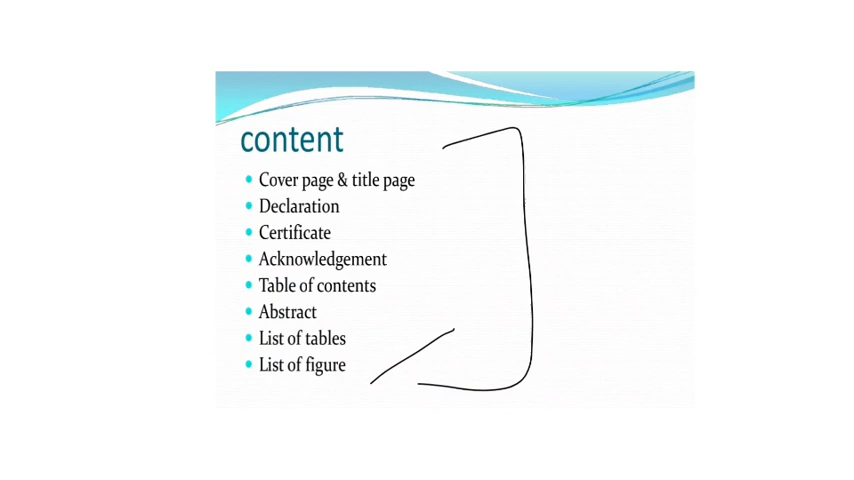 content
Cover page & title page
Declaration
Certificate
Acknowledgement
Table of contents
Abstract
List of tables
List of figure